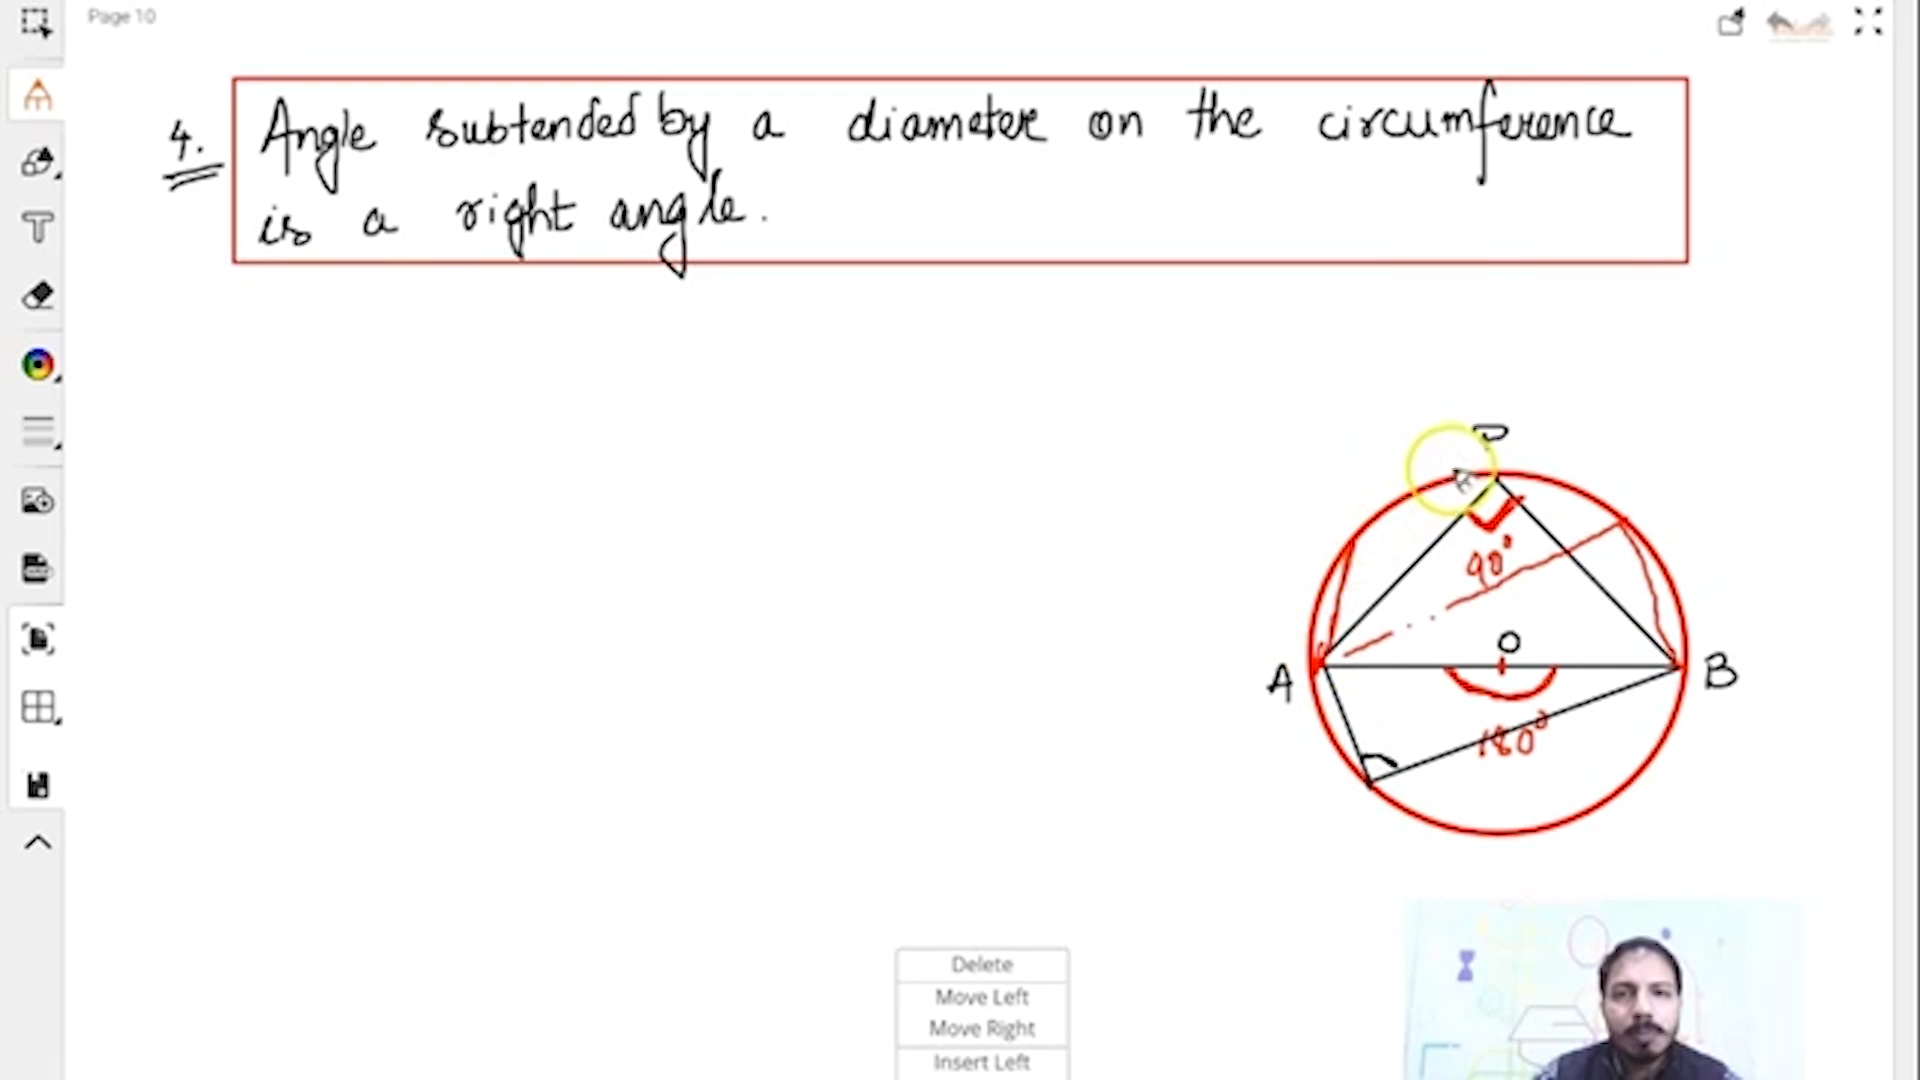 Page 10
4. Angle subtended by a diameter on the circumference
is a right angle.
P
90°
O
A
B
180°
Delete
Move Left
Move Right
Insert Left